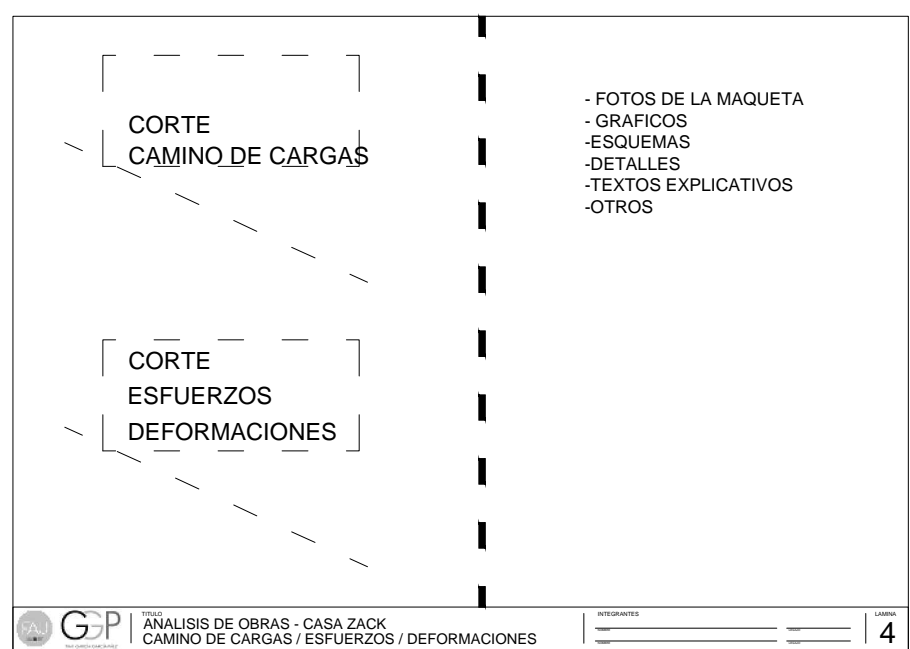 CORTE
CAMINO DE CARGAS
CORTE
ESFUERZOS
DEFORMACIONES
- FOTOS DE LA MAQUETA
- GRAFICOS
-ESQUEMAS
-DETALLES
-TEXTOS EXPLICATIVOS
-OTROS
FAU
GGP
TITULO
ANALISIS DE OBRAS - CASA ZACK
CAMINO DE CARGAS / ESFUERZOS / DEFORMACIONES
INTEGRANTES
LAMINA
4